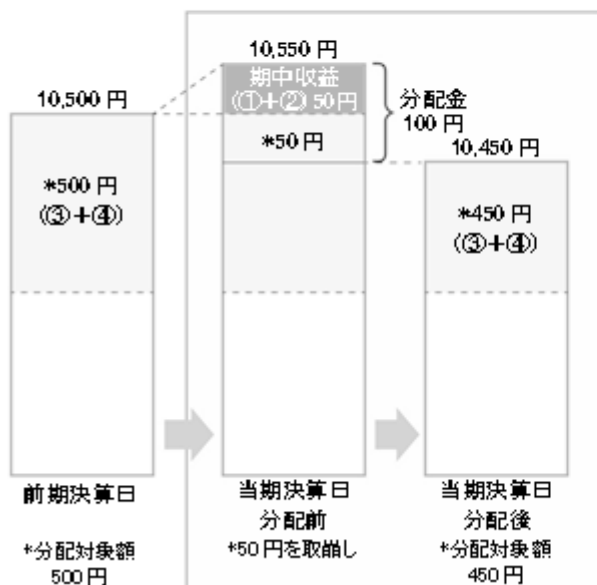 10,550 円
期中収益
(①+②) 50円
分配金
100 円
10,500 円
*50 円
10,450 円
*500 円
(③+④)
*450 円
(③+④)
前期決算日
当期決算日
分配前
当期決算日
分配後
*分配対象額
500 円
*50 円を取崩し
*分配対象額
450 円